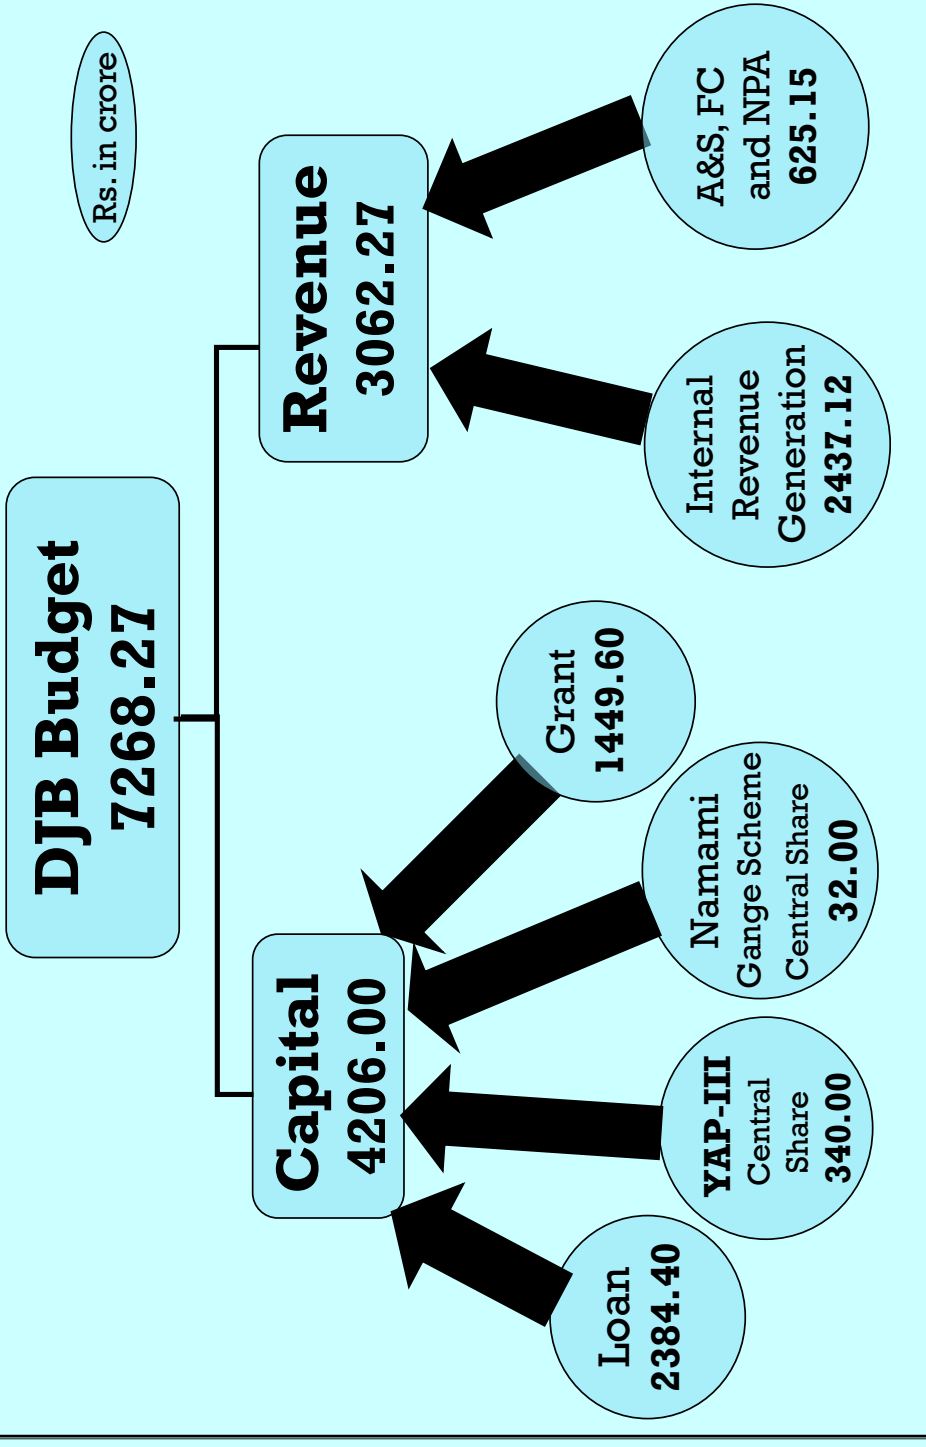 DJB Budget
7268.27
Rs. in crore
Capital
4206.00
Revenue
3062.27
Loan
2384.40
YAP-III
Central
Share
340.00
Namami
Gange Scheme
Central Share
32.00
Grant
1449.60
Internal
Revenue
Generation
2437.12
A&S, FC
and NPA
625.15